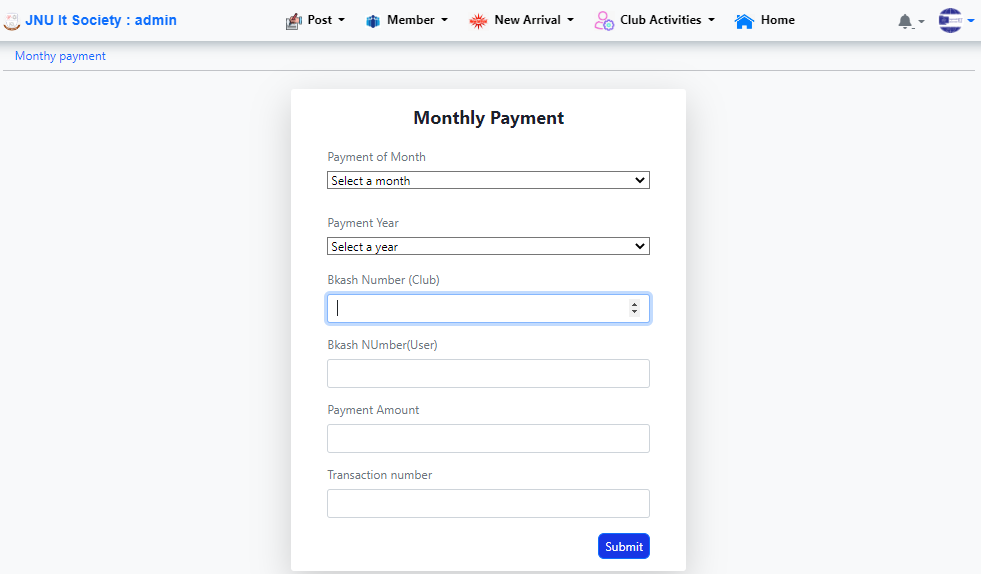 JNU It Society : admin Post Member New Arrival Club Activities Home
Monthy payment
Monthly Payment
Payment of Month
Select a month
Payment Year
Select a year
Bkash Number (Club)
Bkash NUmber(User)
Payment Amount
Transaction number
Submit